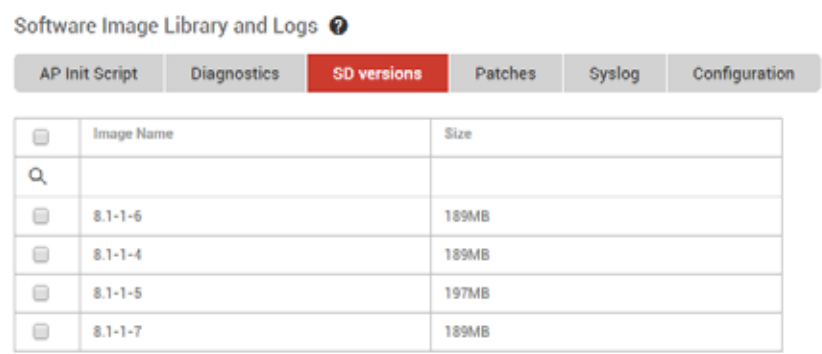 Software Image Library and Logs ?
AP Init Script Diagnostics SD versions Patches Syslog Configuration
Image Name Size
8.1-1-6 189MB
8.1-1-4 189MB
8.1-1-5 197MB
8.1-1-7 189MB